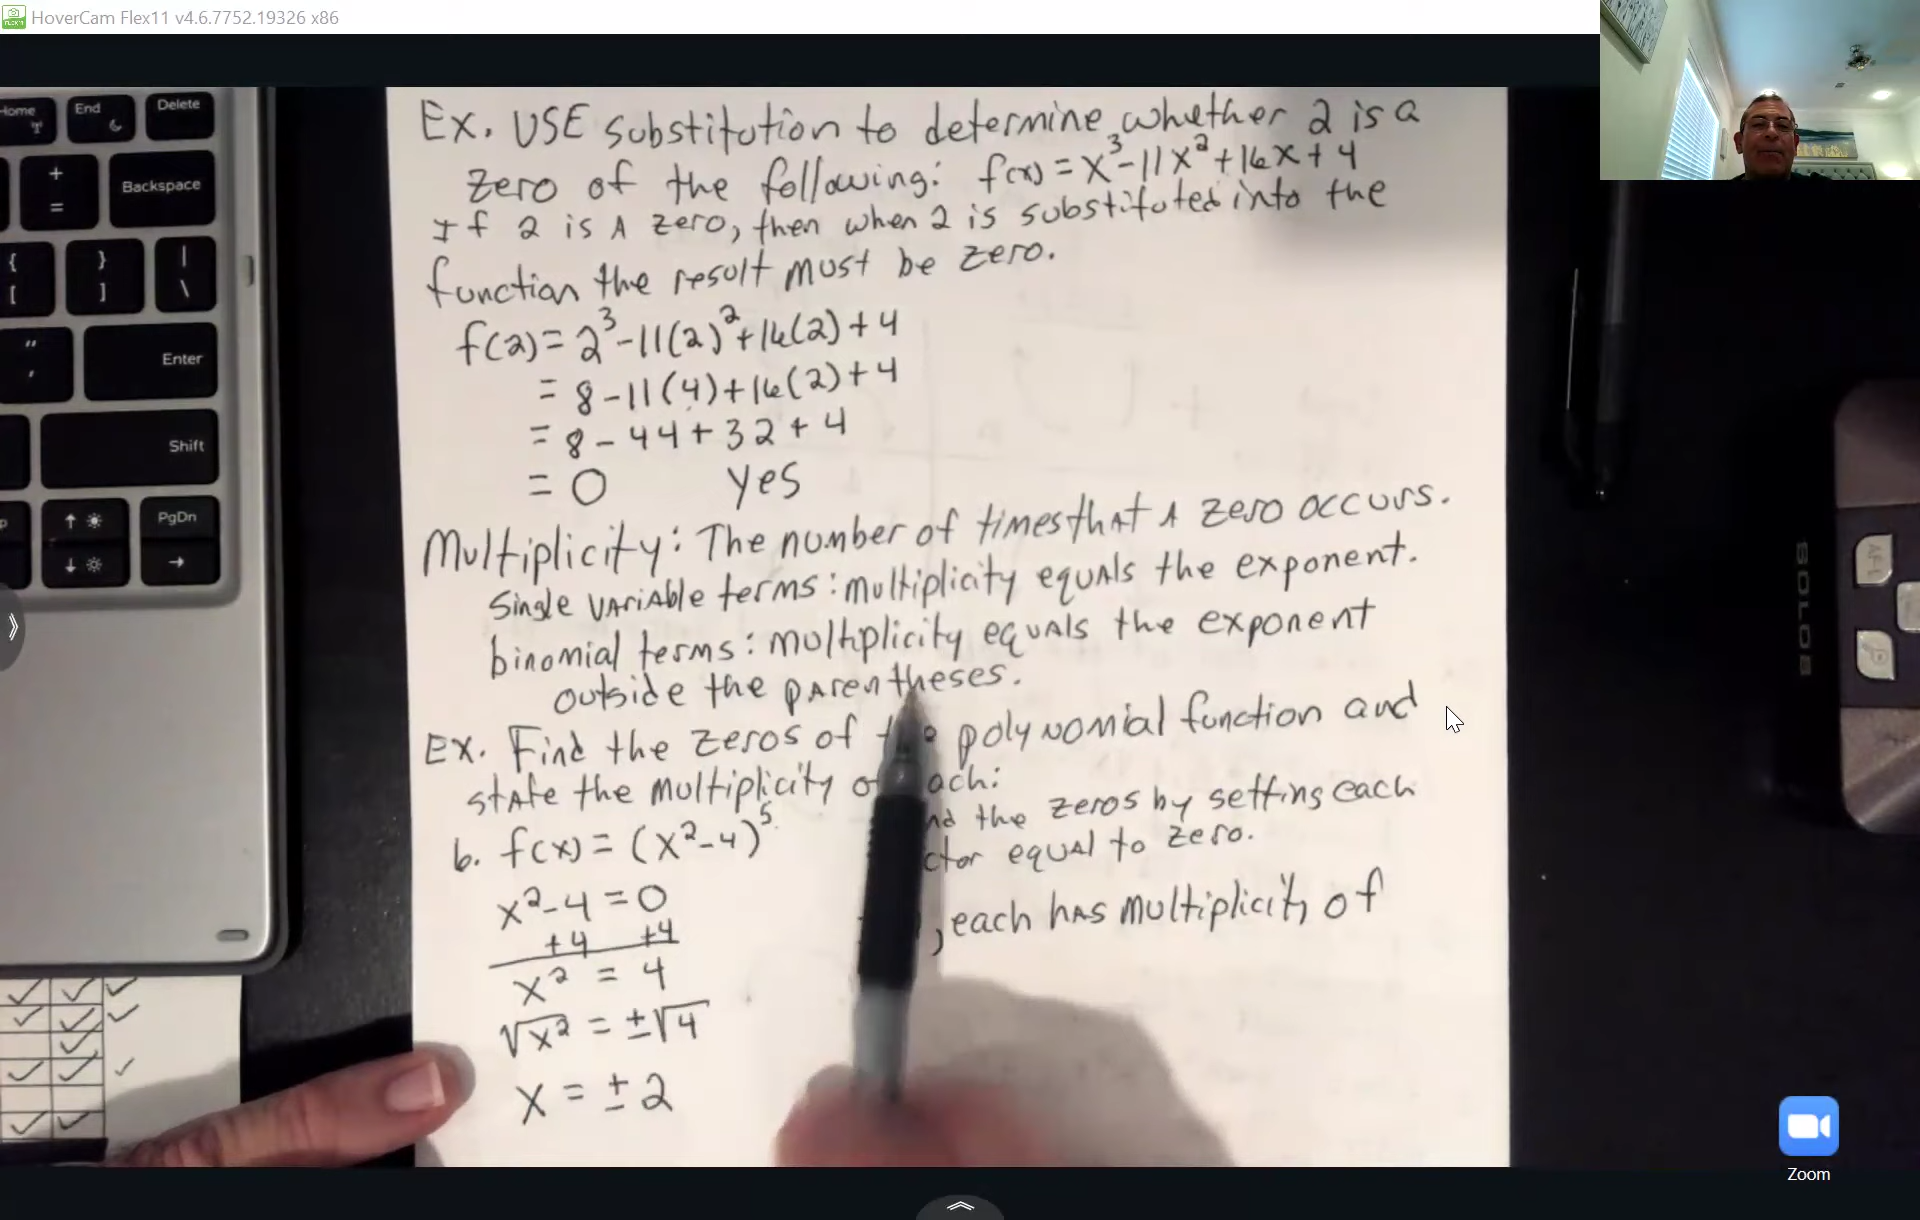 HoverCam Flex11 v4.6.7752.19326 x86
Home
End
Delete
+
=
Backspace
{
[
}
]
|
\
"
'
Enter
Shift
↑
PgDn
↓
→
Ex. USE substitution to determine whether 2 is a
zero of the following: f(x) = x³ - 11x² + 16x + 4
If 2 is A zero, then when 2 is substituted into the
function the result must be zero.
f(2) = 2³ - 11(2)² + 16(2) + 4
= 8 - 11(4) + 16(2) + 4
= 8 - 44 + 32 + 4
= 0 yes
Multiplicity: The number of times that A zero occurs.
Single variable terms: multiplicity equals the exponent.
binomial terms: multiplicity equals the exponent
outside the parentheses.
Ex. Find the zeros of the polynomial function and
state the multiplicity of each:
the zeros by setting each
b. f(x) = (x² - 4)⁵
equal to zero.
x² - 4 = 0
, each has multiplicity of
+4 +4
x² = 4
√x² = ±√4
x = ±2
SOLO8
Zoom